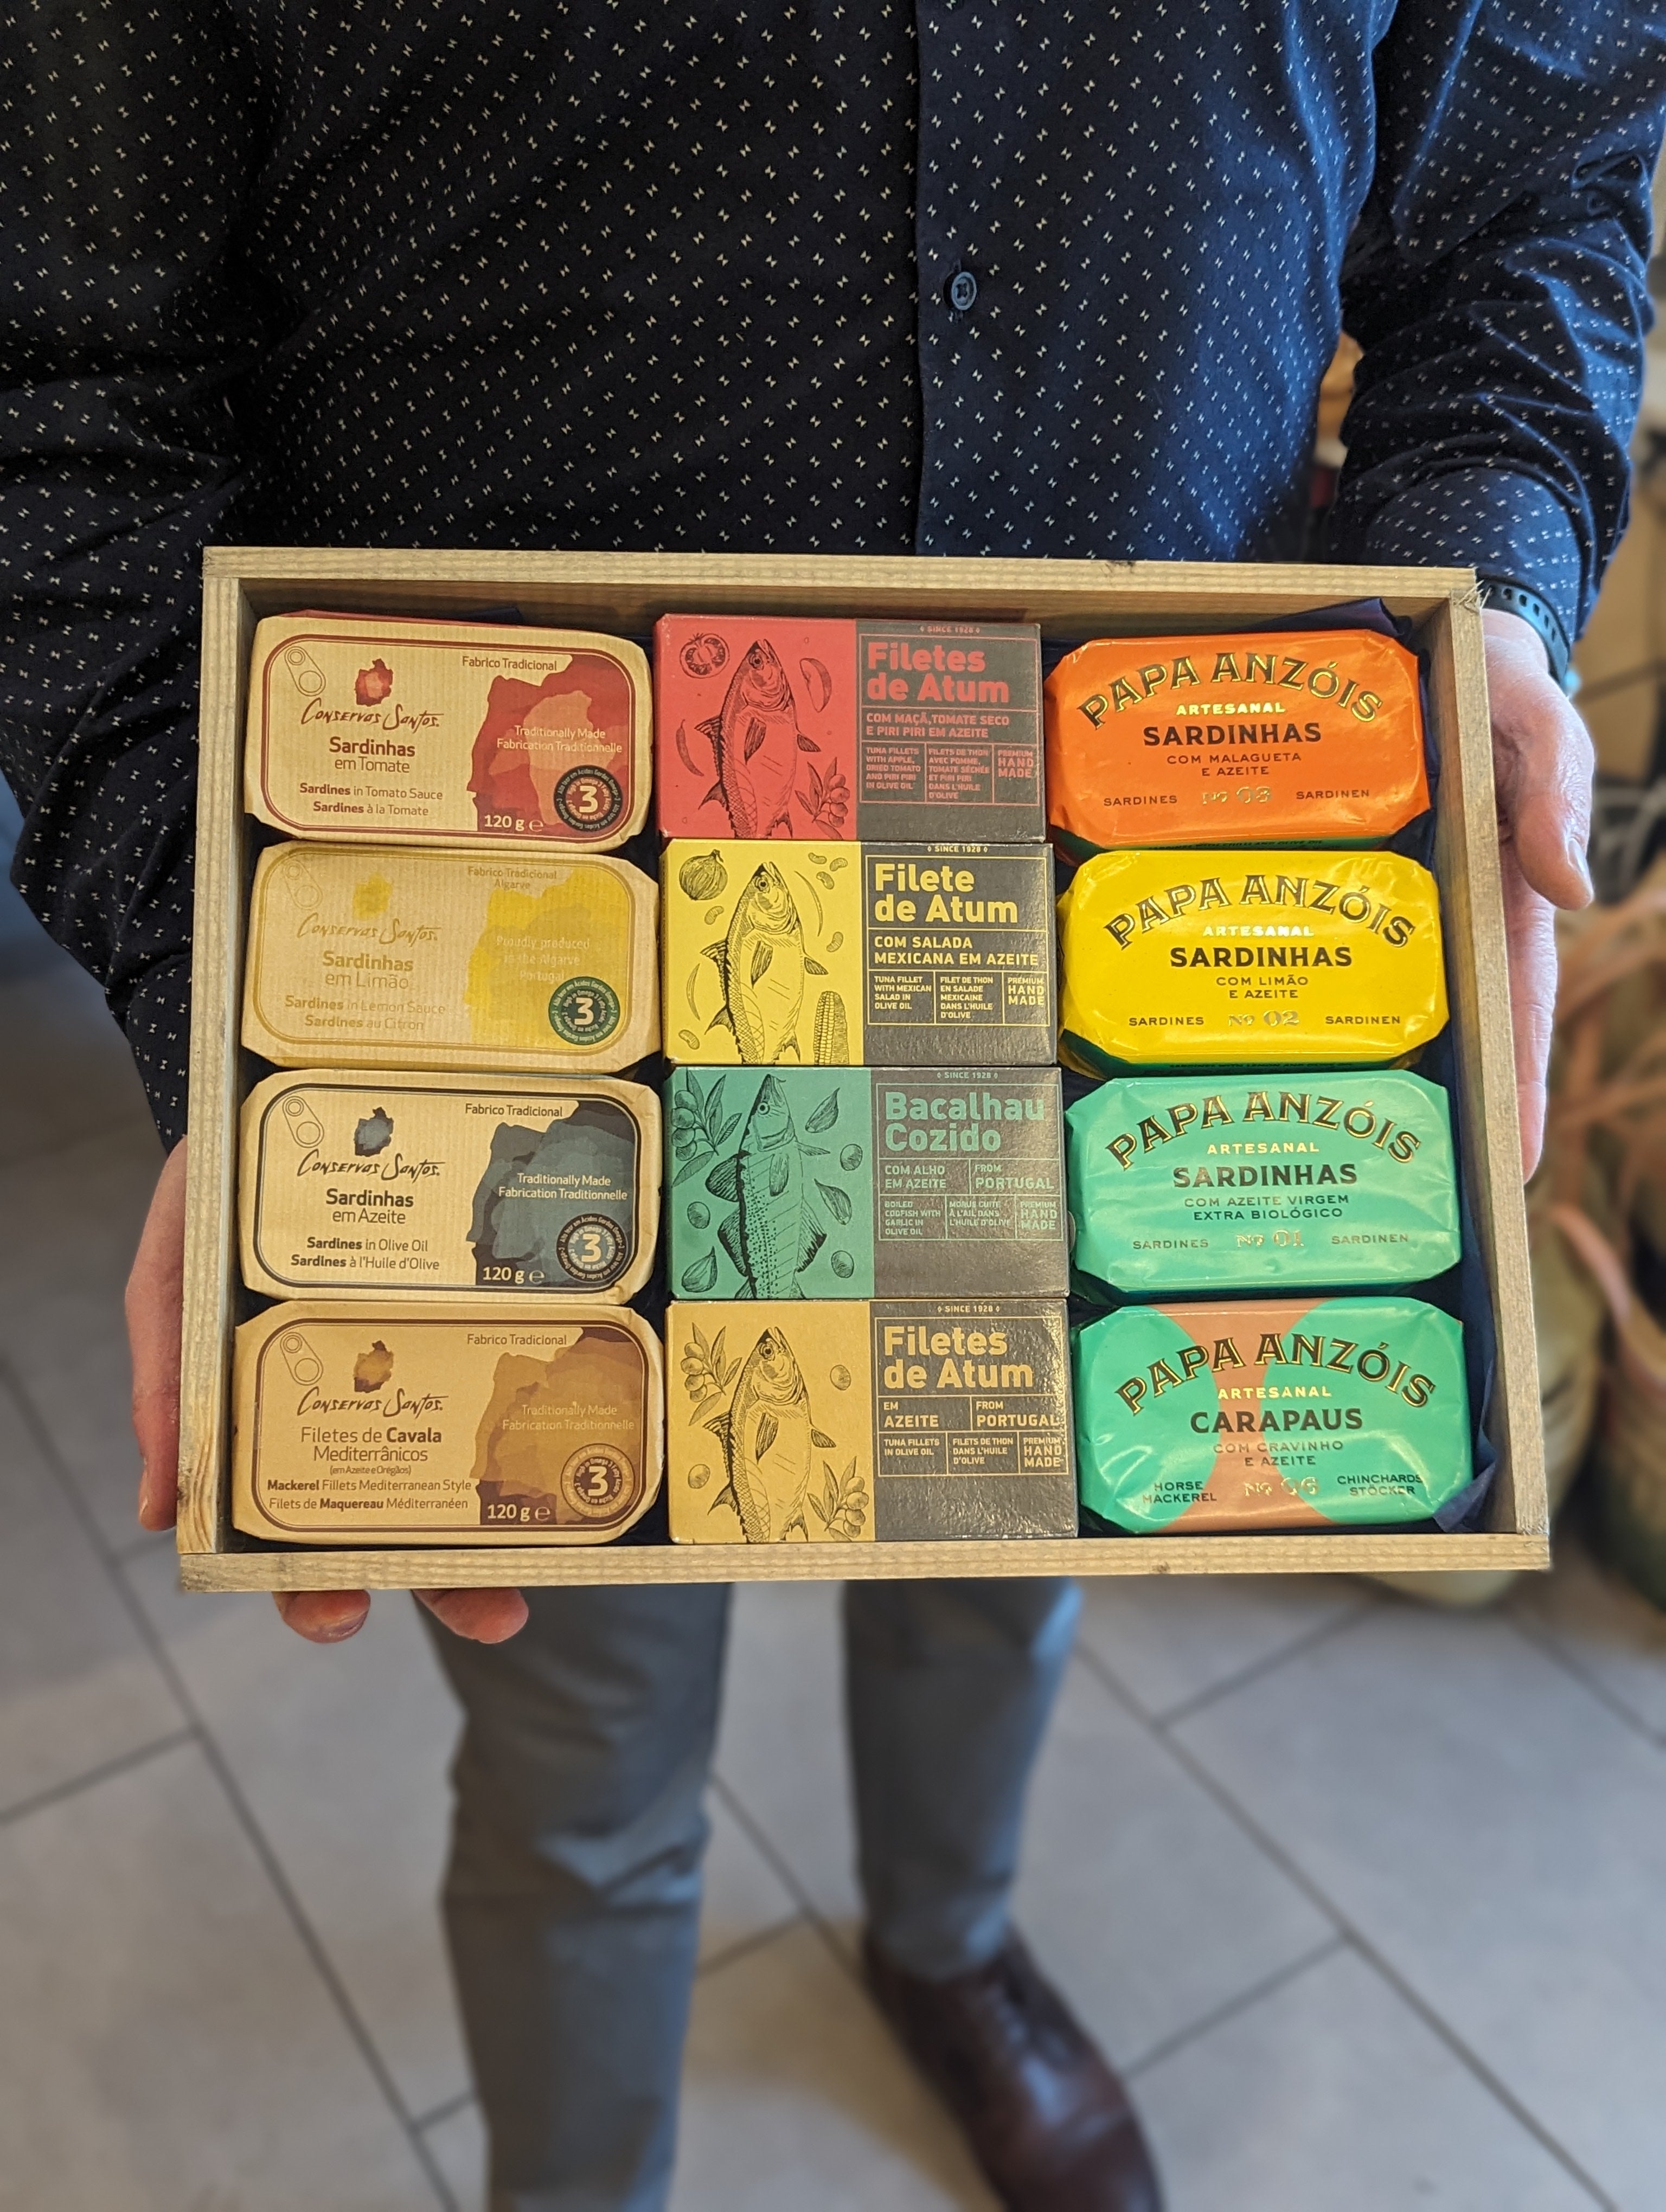 Fabrico Tradicional
Conservas Santos.
Sardinhas
em Tomate
Traditionally Made
Fabrication Traditionnelle
Sardines in Tomato Sauce
Sardines à la Tomate
3
120 g e
Fabrico Tradicional
Algarve
Conservas Santos.
Sardinhas
em Limão
Proudly produced
in the Algarve
Portugal
Sardines in Lemon Sauce
Sardines au Citron
3
Fabrico Tradicional
Conservas Santos.
Sardinhas
em Azeite
Traditionally Made
Fabrication Traditionnelle
Sardines in Olive Oil
Sardines à l'Huile d'Olive
3
120 g e
Fabrico Tradicional
Conservas Santos.
Filetes de Cavala
Mediterrânicos
(em Azeite e Orégãos)
Traditionally Made
Fabrication Traditionnelle
Mackerel Fillets Mediterranean Style
Filets de Maquereau Méditerranéen
3
120 g e
SINCE 1928
Filetes
de Atum
COM MAÇÃ,TOMATE SECO
E PIRI PIRI EM AZEITE
TUNA FILLETS
WITH APPLE,
DRIED TOMATO
AND PIRI PIRI
IN OLIVE OIL
FILETS DE THON
AVEC POMME,
TOMATE SÉCHÉE
ET PIRI PIRI
DANS L'HUILE
D'OLIVE
PREMIUM
HAND
MADE
SINCE 1928
Filete
de Atum
COM SALADA
MEXICANA EM AZEITE
TUNA FILLET
WITH MEXICAN
SALAD IN
OLIVE OIL
FILET DE THON
EN SALADE
MEXICAINE
DANS L'HUILE
D'OLIVE
PREMIUM
HAND
MADE
SINCE 1928
Bacalhau
Cozido
COM ALHO
EM AZEITE
FROM
PORTUGAL
BOILED
CODFISH WITH
GARLIC IN
OLIVE OIL
MORUE CUITE
À L'AIL DANS
L'HUILE D'OLIVE
PREMIUM
HAND
MADE
SINCE 1928
Filetes
de Atum
EM
AZEITE
FROM
PORTUGAL
TUNA FILLETS
IN OLIVE OIL
FILETS DE THON
DANS L'HUILE
D'OLIVE
PREMIUM
HAND
MADE
PAPA ANZÓIS
ARTESANAL
SARDINHAS
COM MALAGUETA
E AZEITE
SARDINES Nº 03 SARDINEN
PAPA ANZÓIS
ARTESANAL
SARDINHAS
COM LIMÃO
E AZEITE
SARDINES Nº 02 SARDINEN
PAPA ANZÓIS
ARTESANAL
SARDINHAS
COM AZEITE VIRGEM
EXTRA BIOLÓGICO
SARDINES Nº 01 SARDINEN
PAPA ANZÓIS
ARTESANAL
CARAPAUS
COM CRAVINHO
E AZEITE
HORSE
MACKEREL
Nº 06
CHINCHARDS
STÖCKER